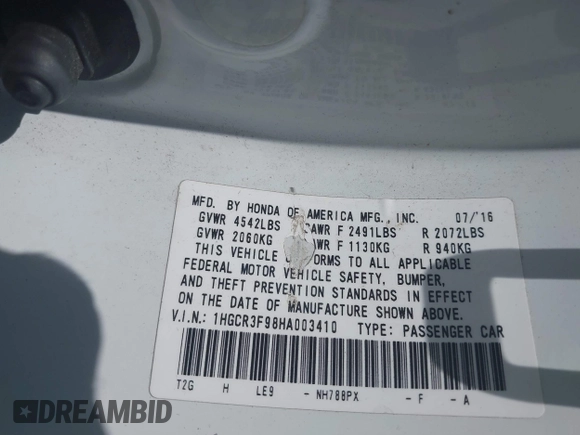 MFD. BY HONDA OF AMERICA MFG., INC. 07/'16
GVWR 4542LBS GAWR F 2491LBS R 2072LBS
GVWR 2060KG AWR F 1130KG R 940KG
THIS VEHICLE ORMS TO ALL APPLICABLE
FEDERAL MOTOR VEHICLE SAFETY, BUMPER,
AND THEFT PREVENTION STANDARDS IN EFFECT
ON THE DATE OF MANUFACTURE SHOWN ABOVE.
V.I.N.: 1HGCR3F98HA003410 TYPE: PASSENGER CAR
T2G H LE9 - NH788PX - F - A
DREAMBID